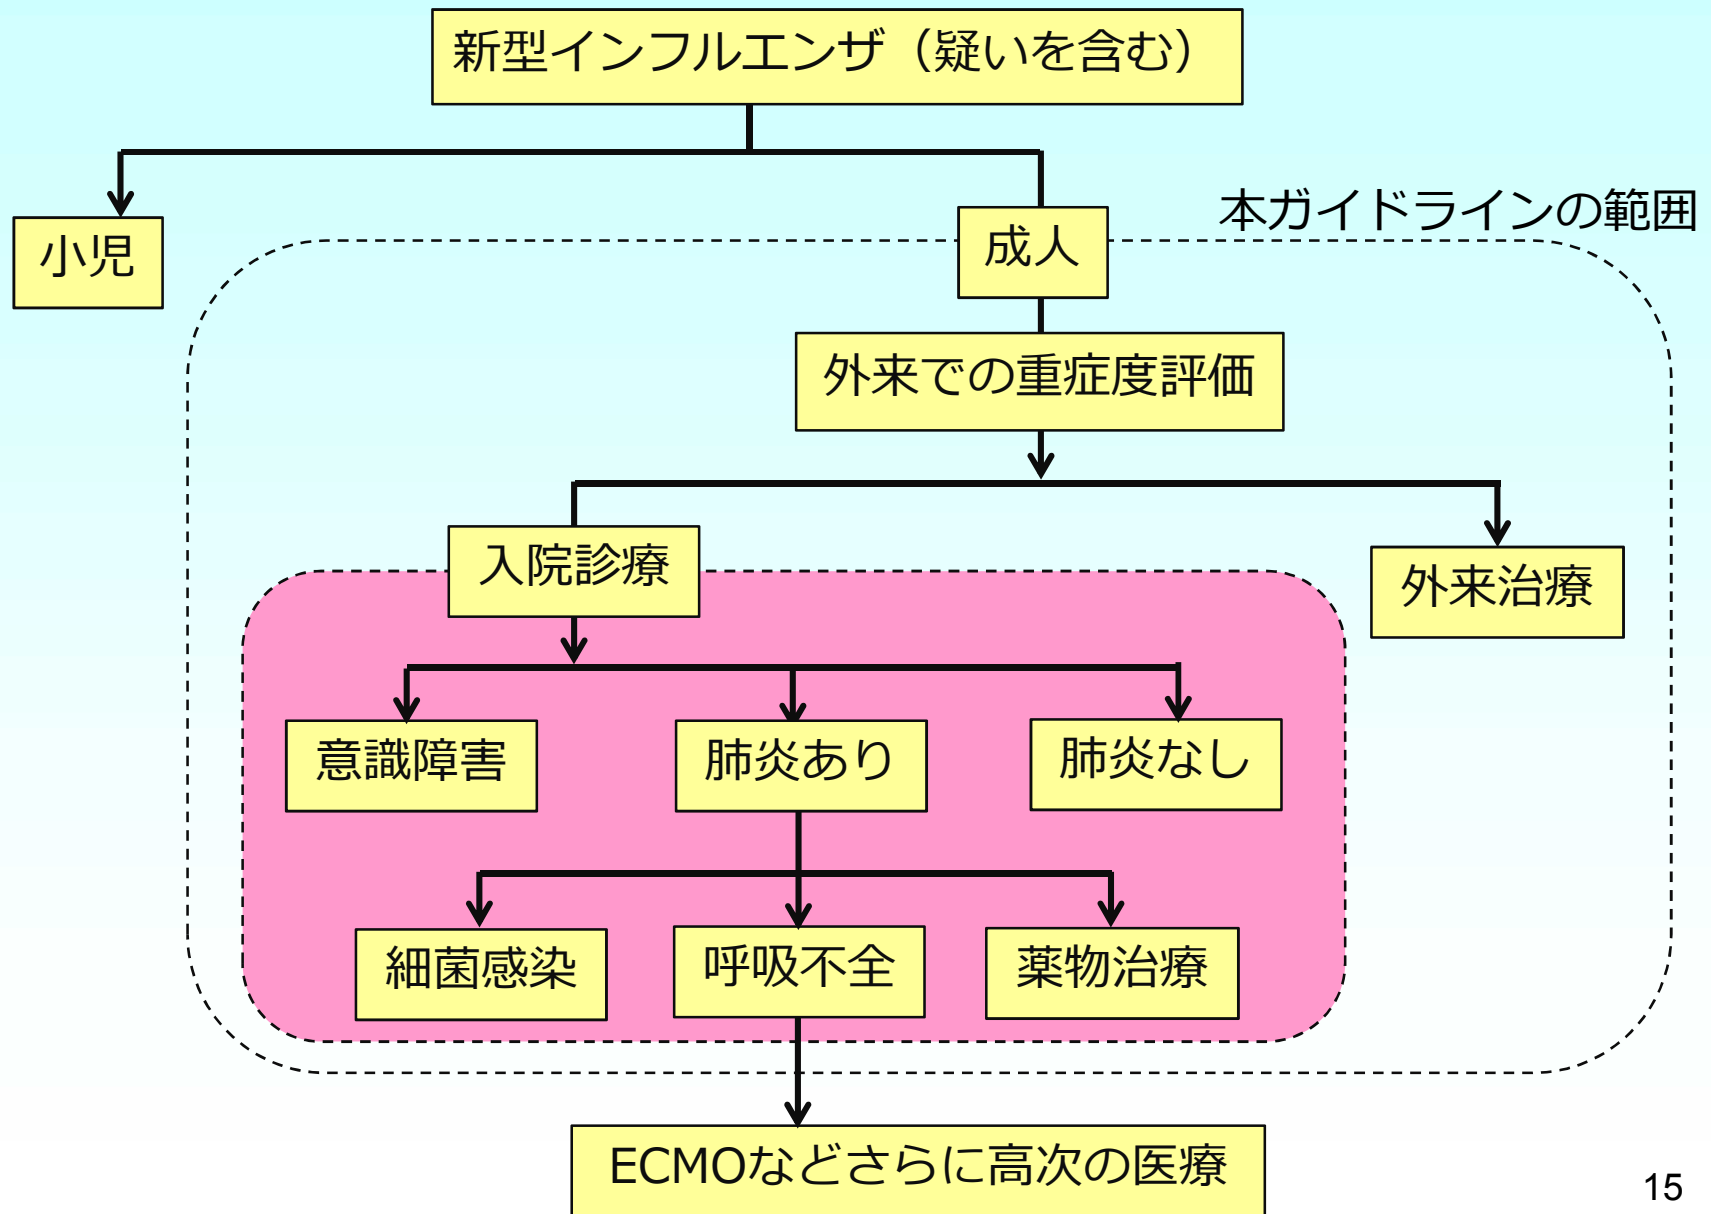 新型インフルエンザ（疑いを含む）
本ガイドラインの範囲
小児
成人
外来での重症度評価
入院診療
外来治療
意識障害
肺炎あり
肺炎なし
細菌感染
呼吸不全
薬物治療
ECMOなどさらに高次の医療
15